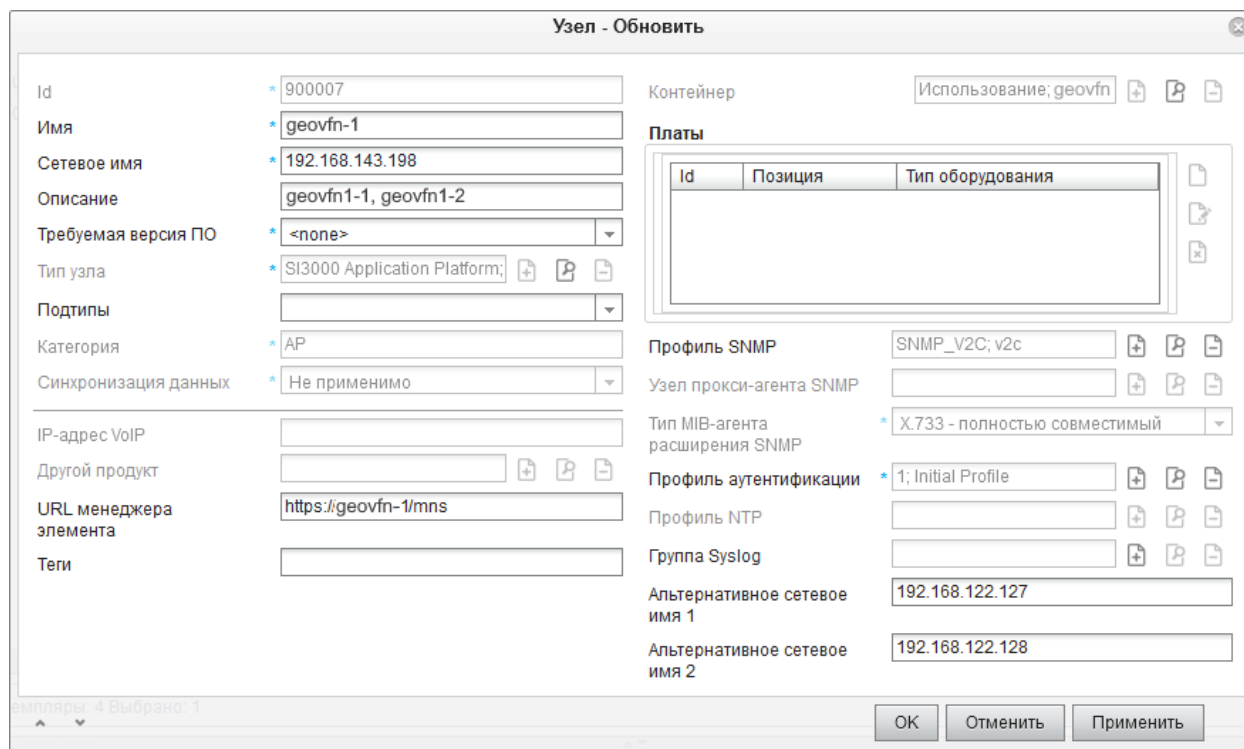 Узел - Обновить
Id * 900007
Имя * geovfn-1
Сетевое имя * 192.168.143.198
Описание geovfn1-1, geovfn1-2
Требуемая версия ПО * <none>
Тип узла * SI3000 Application Platform;
Подтипы
Категория * AP
Синхронизация данных * Не применимо
IP-адрес VoIP
Другой продукт
URL менеджера
элемента
https://geovfn-1/mns
Теги
Контейнер Использование; geovfn
Платы
Id Позиция Тип оборудования
Профиль SNMP SNMP_V2C; v2c
Узел прокси-агента SNMP
Тип MIB-агента
расширения SNMP
* X.733 - полностью совместимый
Профиль аутентификации * 1; Initial Profile
Профиль NTP
Группа Syslog
Альтернативное сетевое
имя 1
192.168.122.127
Альтернативное сетевое
имя 2
192.168.122.128
емпляры: 4 Выбрано: 1
OK Отменить Применить